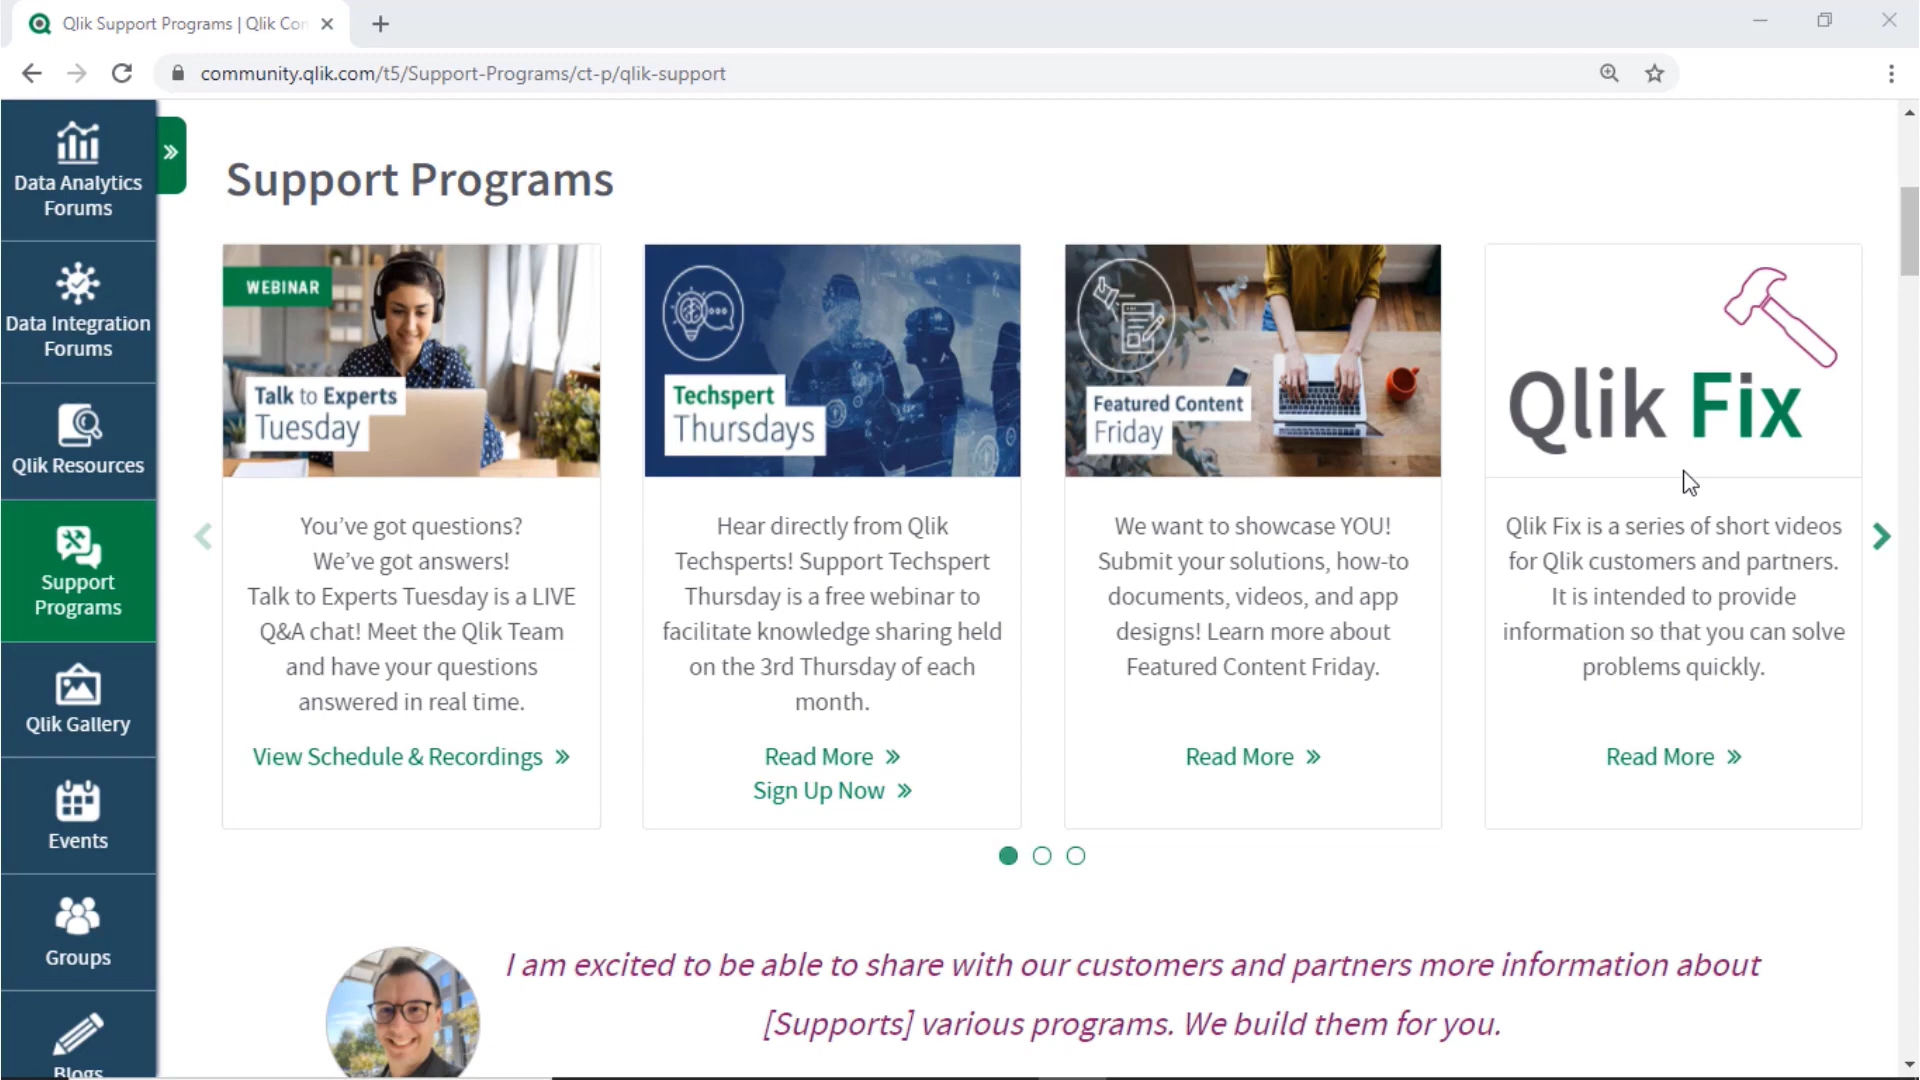 Qlik Support Programs | Qlik Con
community.qlik.com/t5/Support-Programs/ct-p/qlik-support
Data Analytics
Forums
Data Integration
Forums
Qlik Resources
Support
Programs
Qlik Gallery
Events
Groups
Blogs
Support Programs
WEBINAR
Talk to Experts
Tuesday
You've got questions?
We've got answers!
Talk to Experts Tuesday is a LIVE
Q&A chat! Meet the Qlik Team
and have your questions
answered in real time.
View Schedule & Recordings »
Techspert
Thursdays
Hear directly from Qlik
Techsperts! Support Techspert
Thursday is a free webinar to
facilitate knowledge sharing held
on the 3rd Thursday of each
month.
Read More »
Sign Up Now »
Featured Content
Friday
We want to showcase YOU!
Submit your solutions, how-to
documents, videos, and app
designs! Learn more about
Featured Content Friday.
Read More »
Qlik Fix
Qlik Fix is a series of short videos
for Qlik customers and partners.
It is intended to provide
information so that you can solve
problems quickly.
Read More »
I am excited to be able to share with our customers and partners more information about
[Supports] various programs. We build them for you.